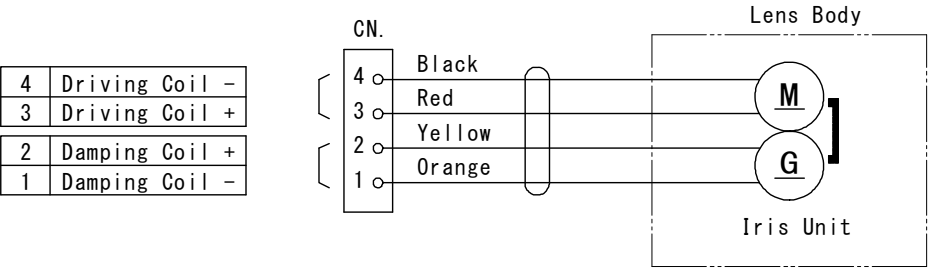 Lens Body
CN.
4 Driving Coil -
3 Driving Coil +
2 Damping Coil +
1 Damping Coil -
4 Black
3 Red
2 Yellow
1 Orange
M
G
Iris Unit